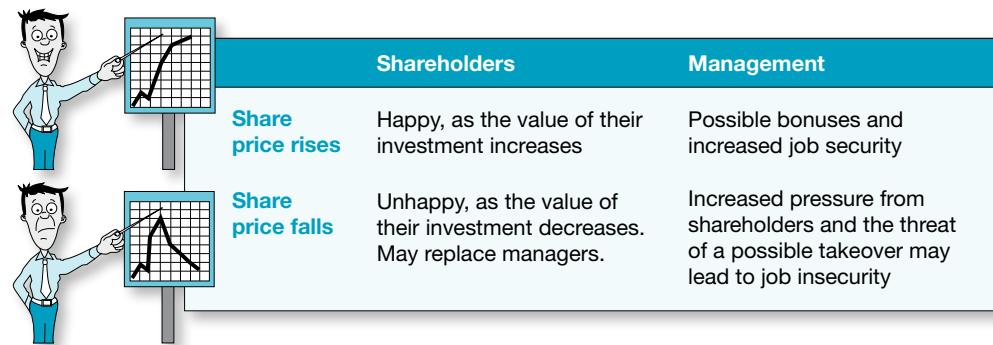 Shareholders
Management
Share
price rises
Happy, as the value of their
investment increases
Possible bonuses and
increased job security
Share
price falls
Unhappy, as the value of
their investment decreases.
May replace managers.
Increased pressure from
shareholders and the threat
of a possible takeover may
lead to job insecurity